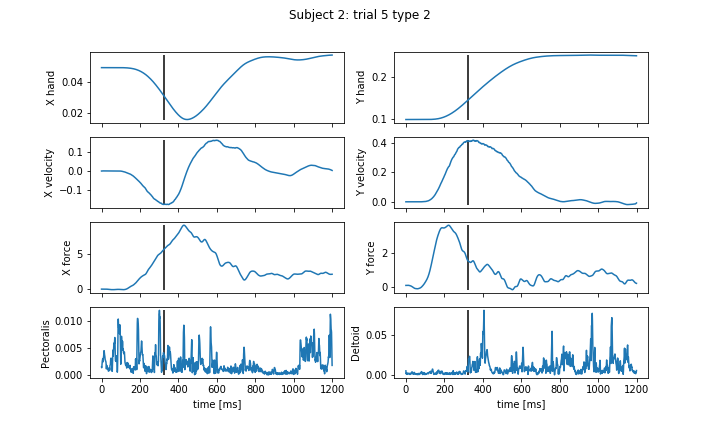 Subject 2: trial 5 type 2
X hand
0.04
0.02
Y hand
0.2
0.1
X velocity
0.1
0.0
−0.1
Y velocity
0.4
0.2
0.0
X force
5
0
Y force
2
0
Pectoralis
0.010
0.005
0.000
0 200 400 600 800 1000 1200
time [ms]
Deltoid
0.05
0.00
0 200 400 600 800 1000 1200
time [ms]